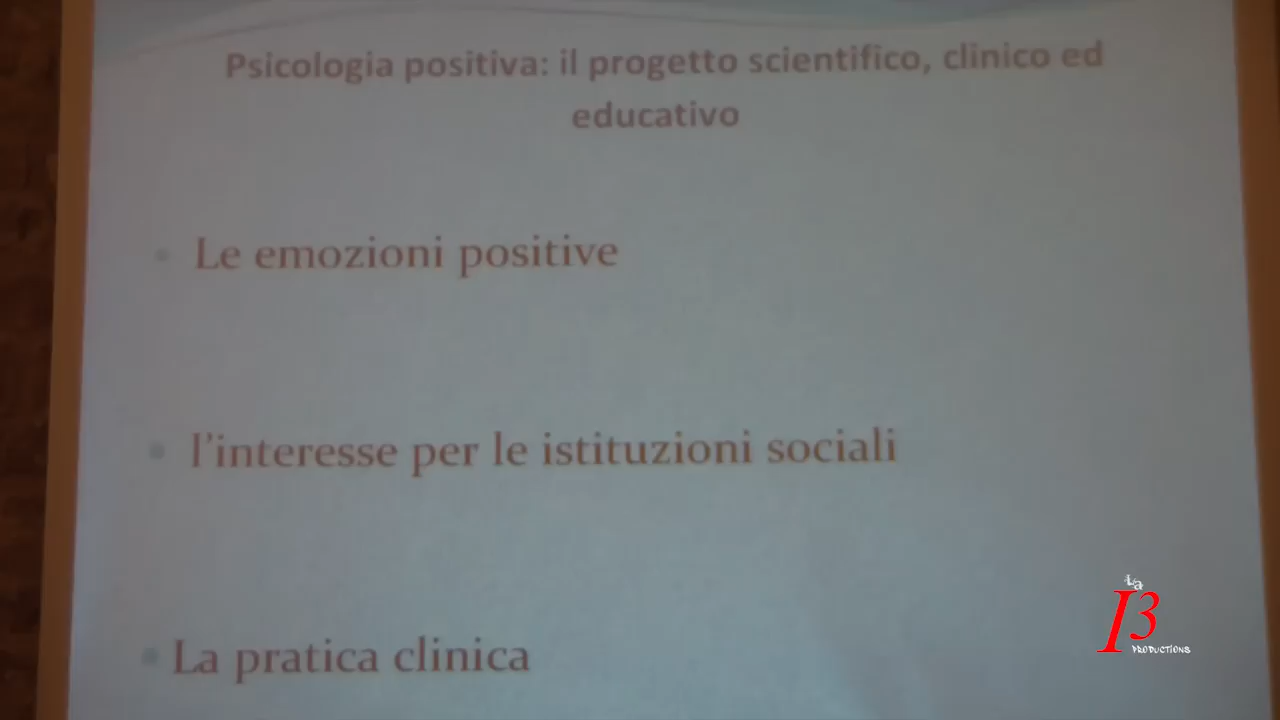 Psicologia positiva: il progetto scientifico, clinico ed
educativo
• Le emozioni positive
• l'interesse per le istituzioni sociali
• La pratica clinica
La
I3
PRODUCTIONS